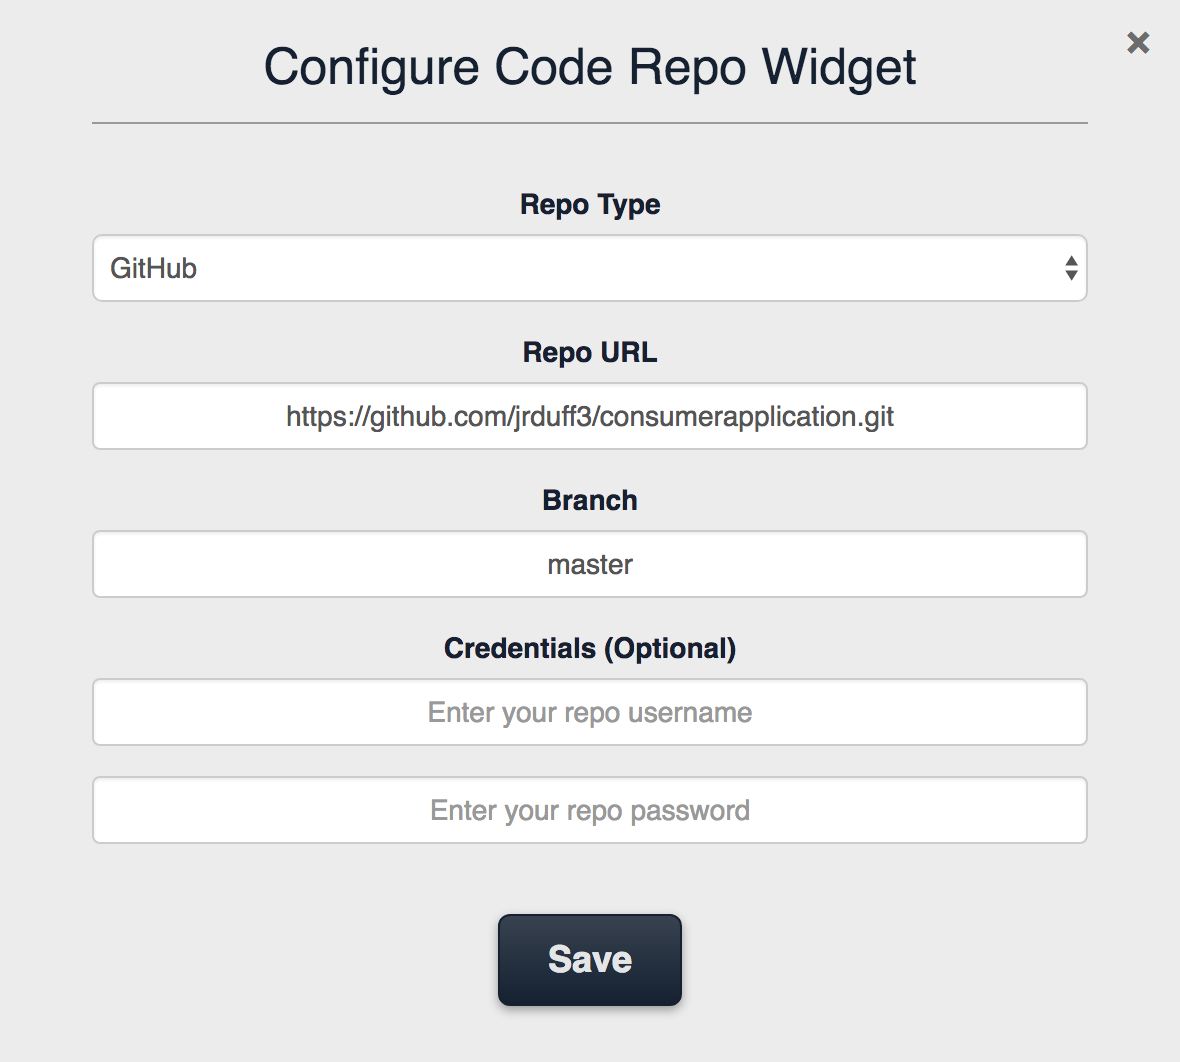 Configure Code Repo Widget
Repo Type
GitHub
Repo URL
https://github.com/jrduff3/consumerapplication.git
Branch
master
Credentials (Optional)
Enter your repo username
Enter your repo password
Save